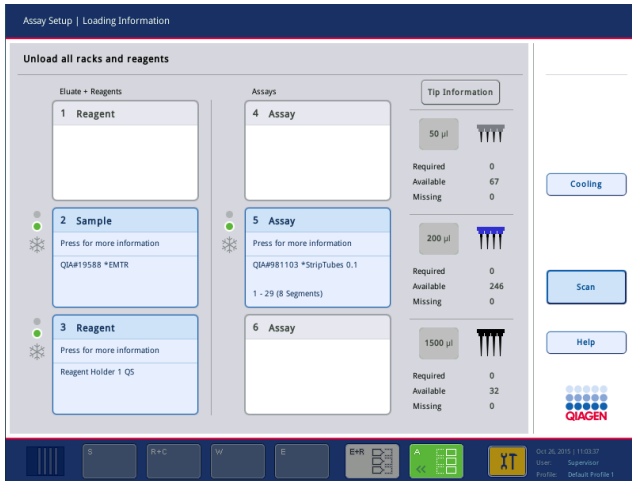 Assay Setup | Loading Information
Unload all racks and reagents
Eluate + Reagents
Assays
Tip Information
1 Reagent
4 Assay
50 µl
Required 0
Available 67
Missing 0
2 Sample
Press for more information
QIA#19588 *EMTR
5 Assay
Press for more information
QIA#981103 *StripTubes 0.1
1 - 29 (8 Segments)
200 µl
Required 0
Available 246
Missing 0
3 Reagent
Press for more information
Reagent Holder 1 QS
6 Assay
1500 µl
Required 0
Available 32
Missing 0
Cooling
Scan
Help
QIAGEN
S
R+C
W
E
E+R
A
Oct 26, 2015 | 11:03:37
User: Supervisor
Profile: Default Profile 1